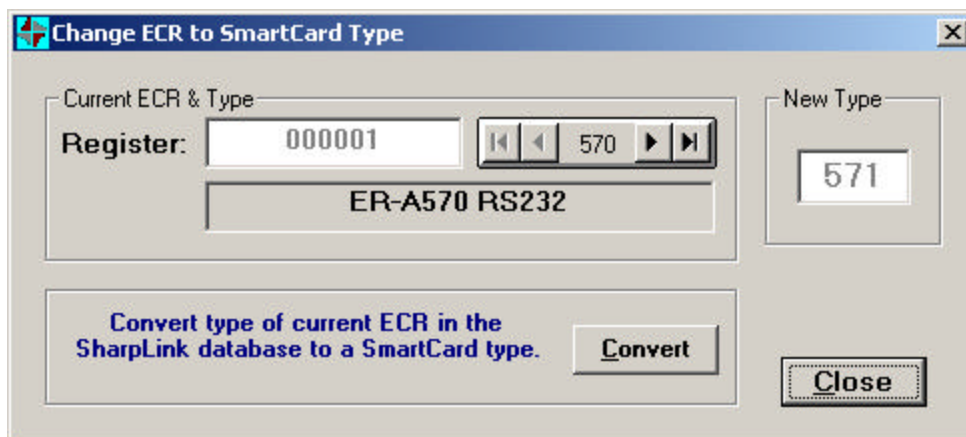 Change ECR to SmartCard Type
Current ECR & Type
Register: 000001 570
ER-A570 RS232
New Type
571
Convert type of current ECR in the
SharpLink database to a SmartCard type.
Convert
Close